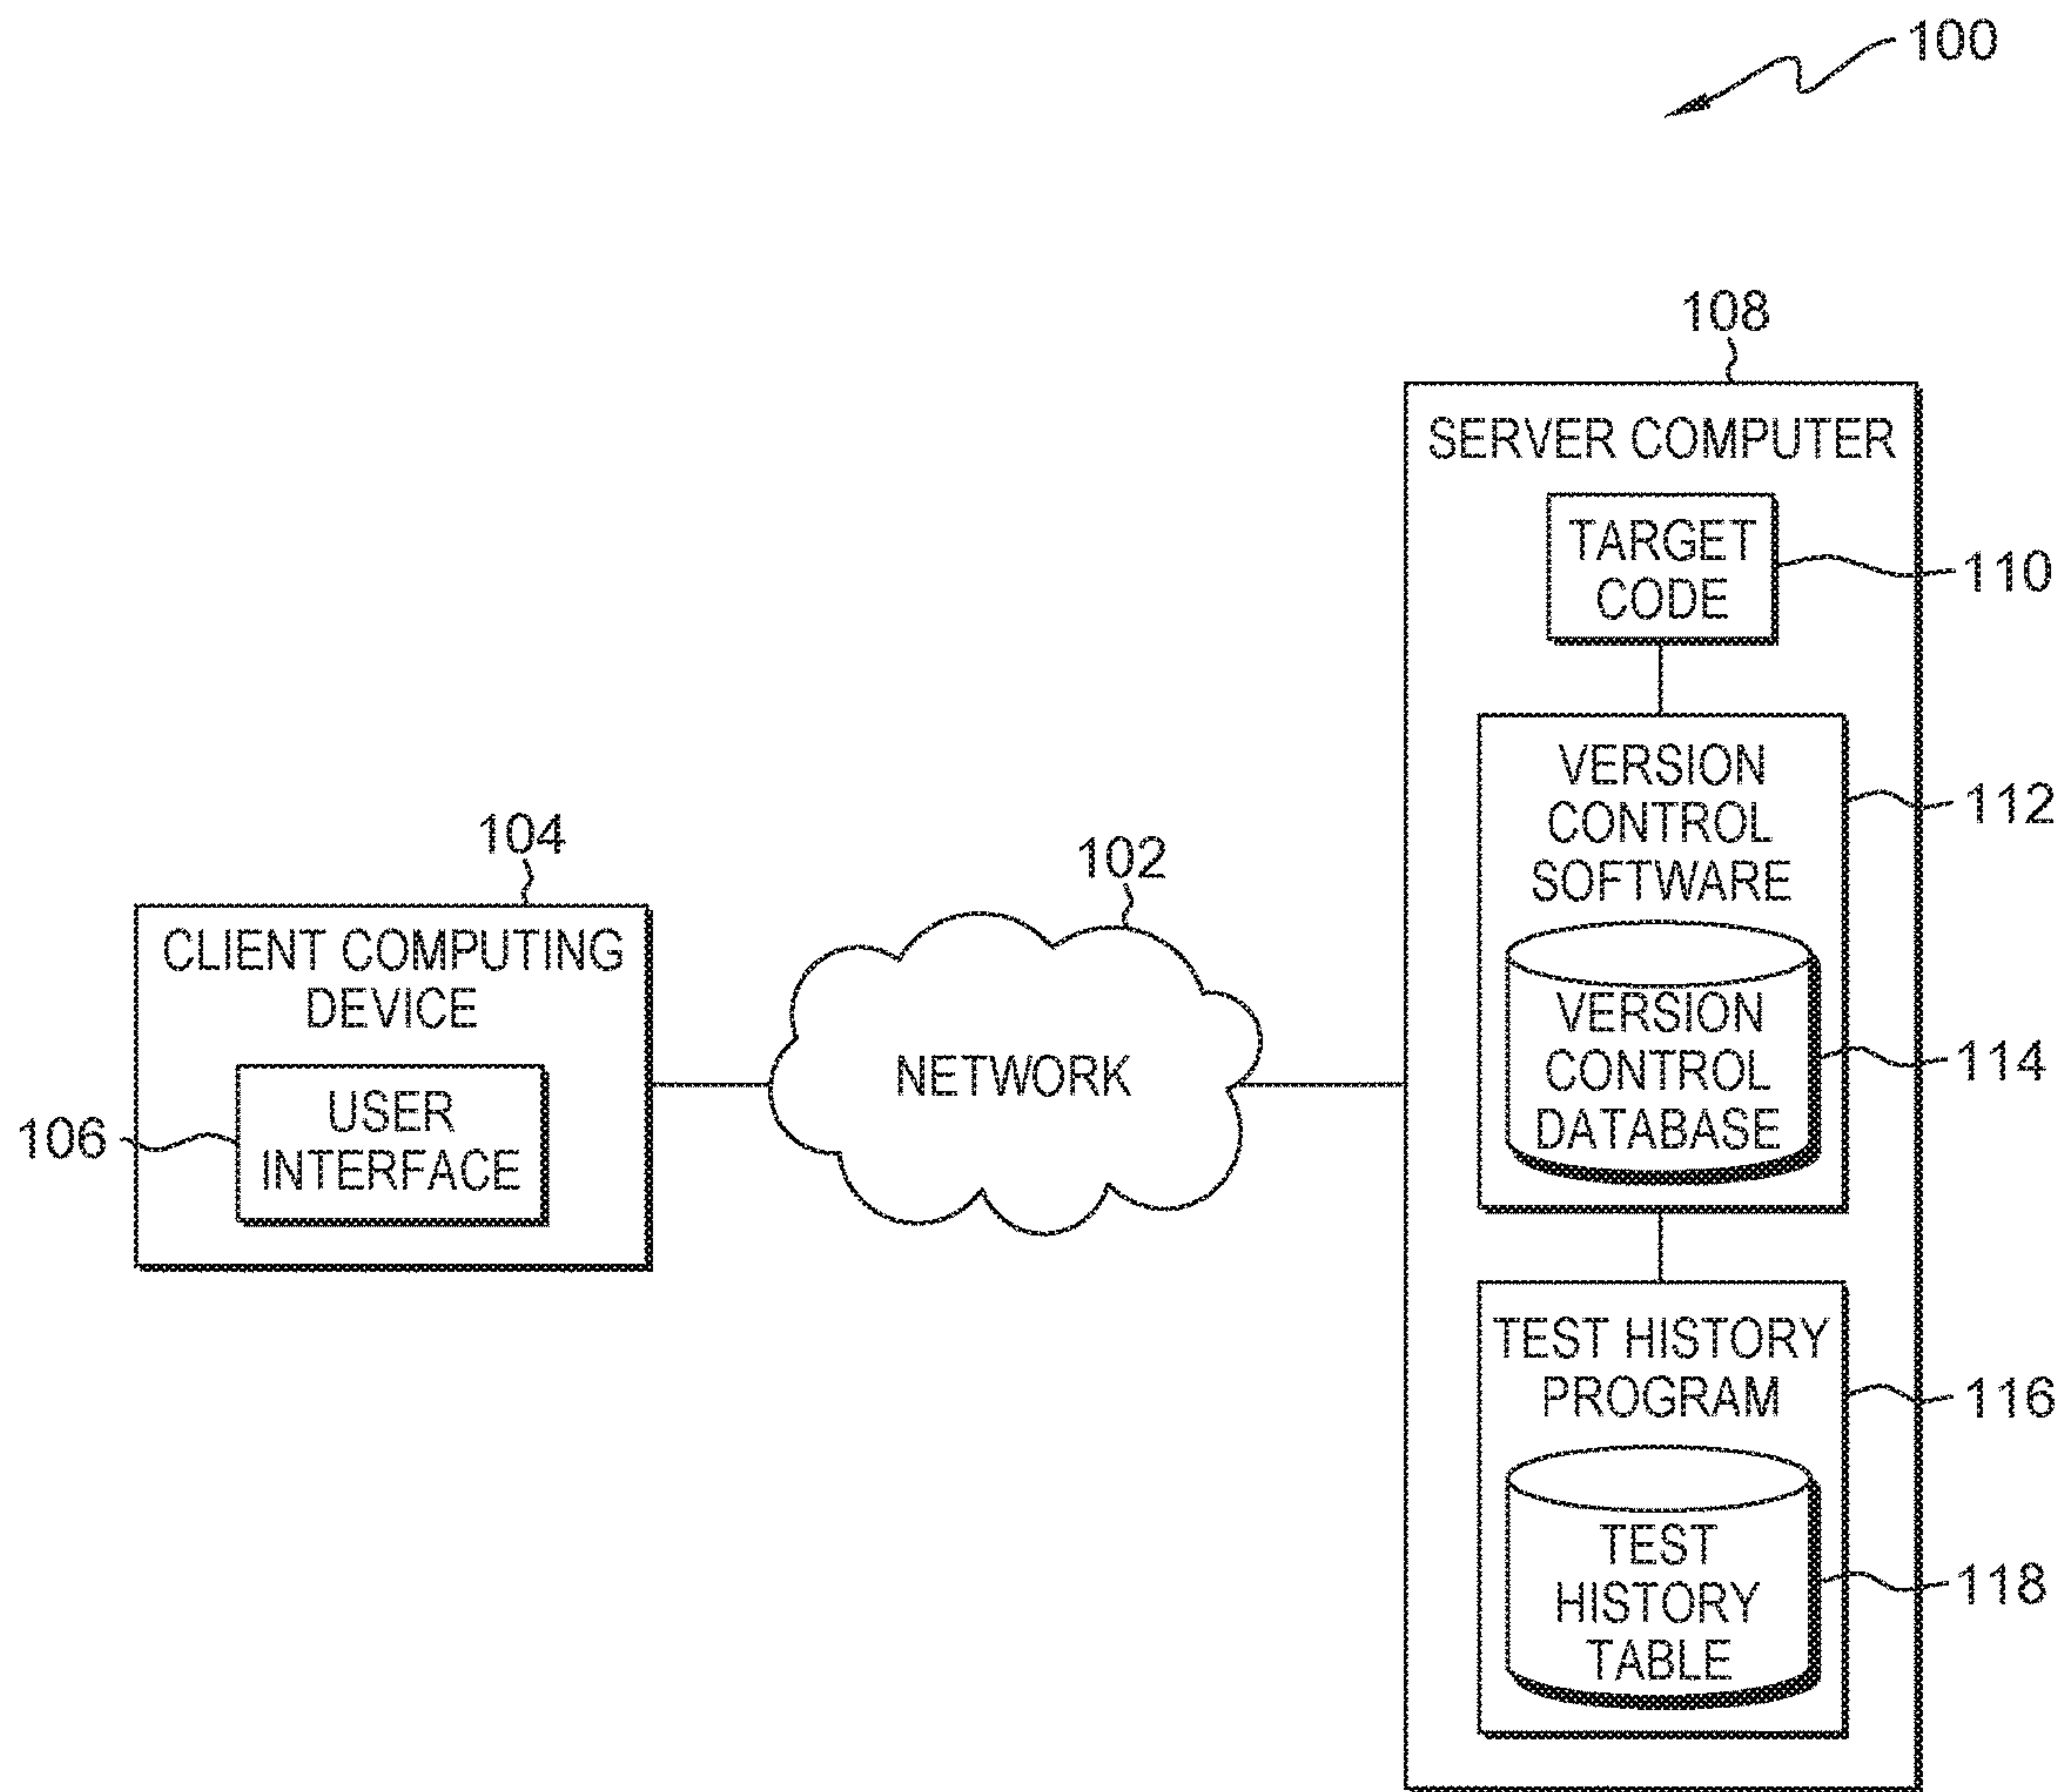 100
108
SERVER COMPUTER
TARGET
CODE
110
VERSION
CONTROL
SOFTWARE
112
VERSION
CONTROL
DATABASE
114
104
CLIENT COMPUTING
DEVICE
106
USER
INTERFACE
102
NETWORK
TEST HISTORY
PROGRAM
116
TEST
HISTORY
TABLE
118